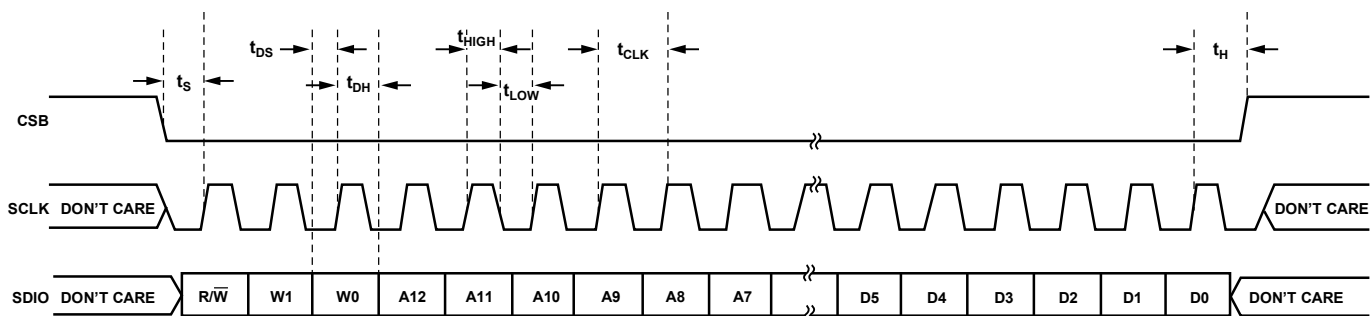 tDS
tHIGH
tCLK
tH
tS
tDH
tLOW
CSB
SCLK DON'T CARE
DON'T CARE
SDIO DON'T CARE
R/W̅ W1 W0 A12 A11 A10 A9 A8 A7 D5 D4 D3 D2 D1 D0
DON'T CARE